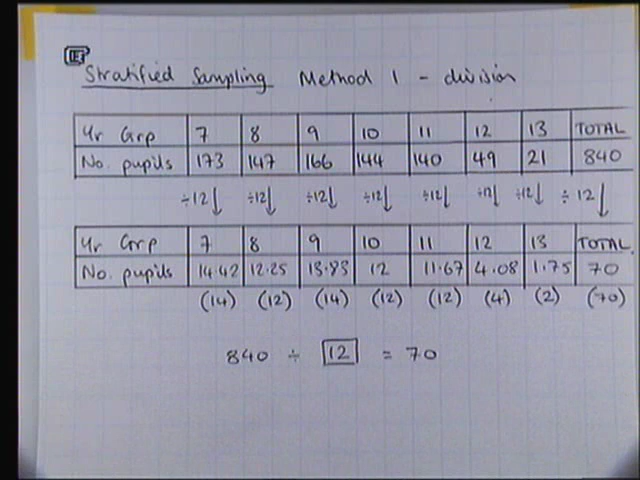 Stratified Sampling Method 1 - division
Yr Grp 7 8 9 10 11 12 13 TOTAL
No. pupils 173 147 166 144 140 49 21 840
÷12↓ ÷12↓ ÷12↓ ÷12↓ ÷12↓ ÷12↓ ÷12↓ ÷12↓
Yr Grp 7 8 9 10 11 12 13 TOTAL
No. pupils 14.42 12.25 13.83 12 11.67 4.08 1.75 70
(14) (12) (14) (12) (12) (4) (2) (70)
840 ÷ 12 = 70